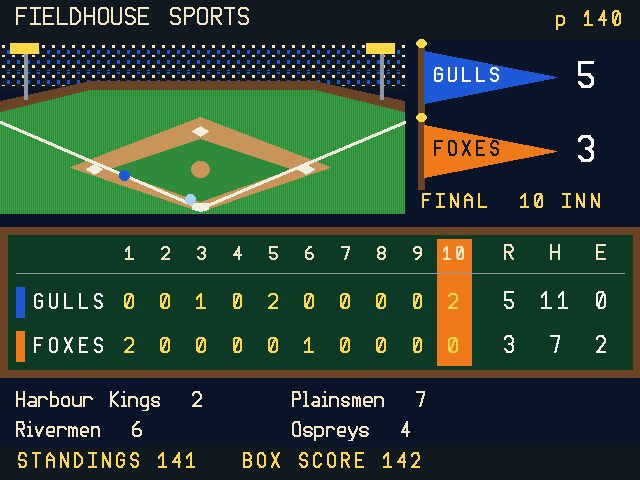 FIELDHOUSE SPORTS p 140
GULLS 5
FOXES 3
FINAL 10 INN
1 2 3 4 5 6 7 8 9 10 R H E
GULLS 0 0 1 0 2 0 0 0 0 2 5 11 0
FOXES 2 0 0 0 0 1 0 0 0 0 3 7 2
Harbour Kings 2 Plainsmen 7
Rivermen 6 Ospreys 4
STANDINGS 141 BOX SCORE 142